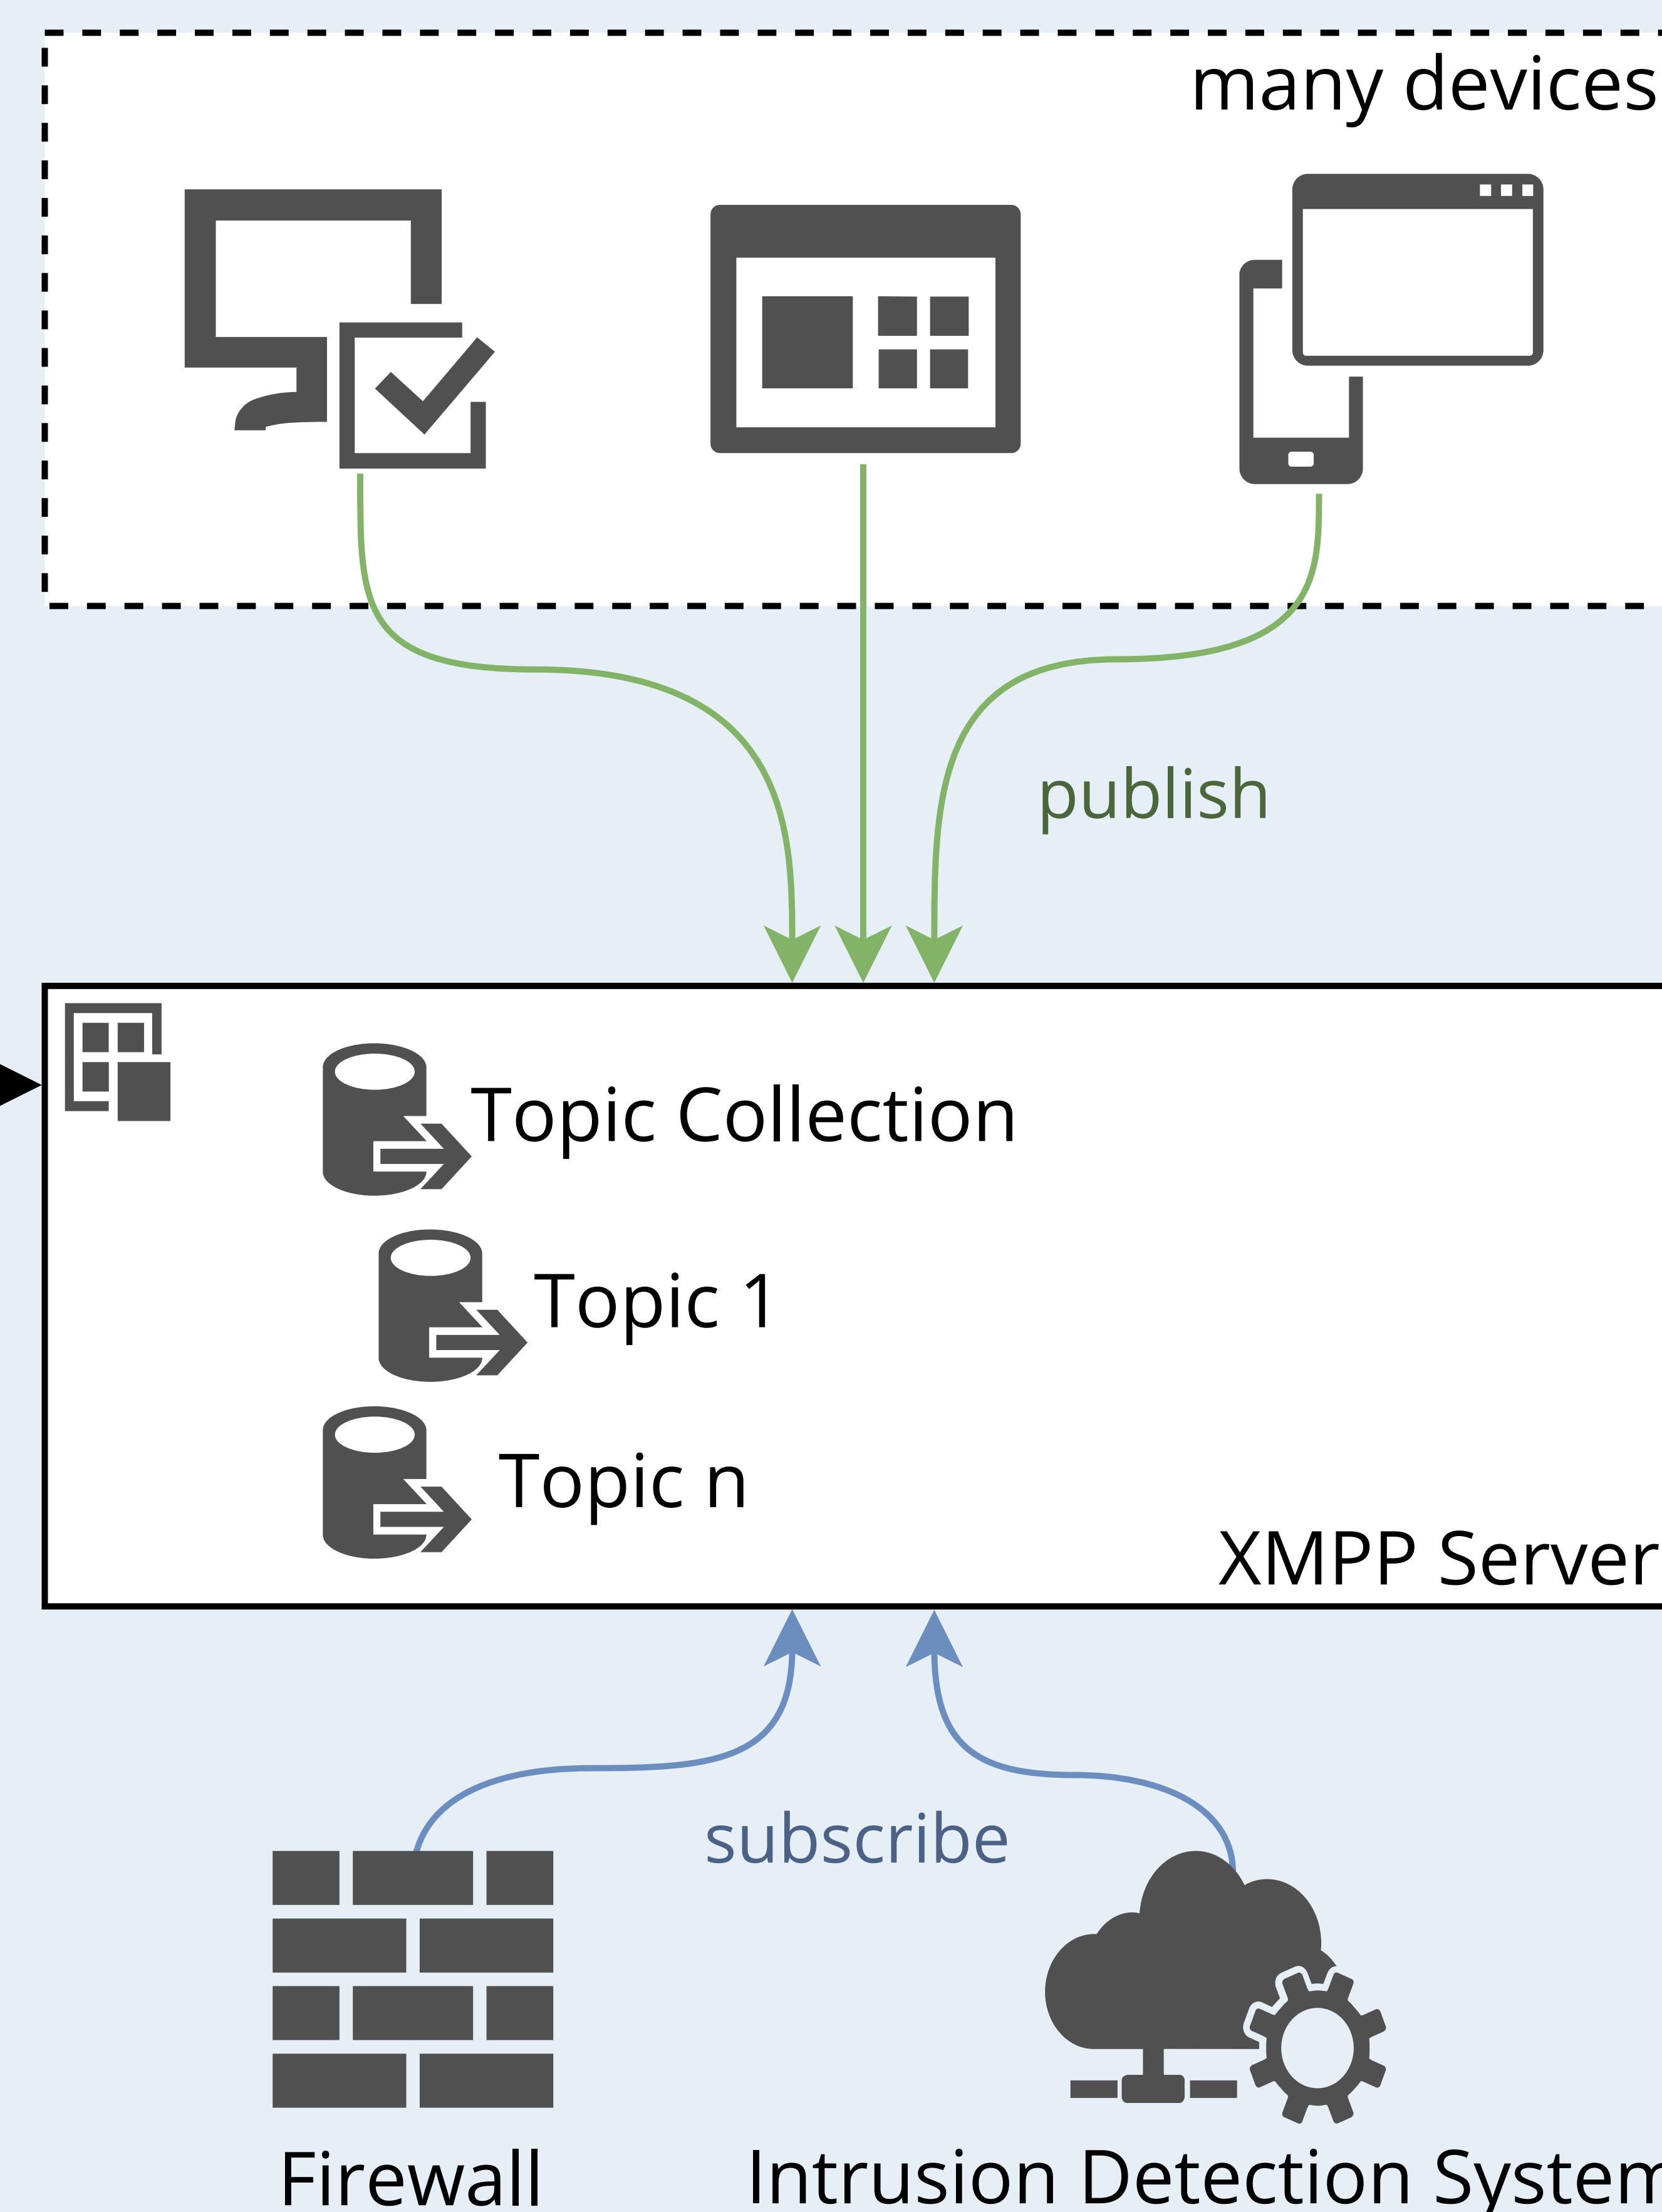 many devices
publish
Topic Collection
Topic 1
Topic n
XMPP Server
subscribe
Firewall
Intrusion Detection System